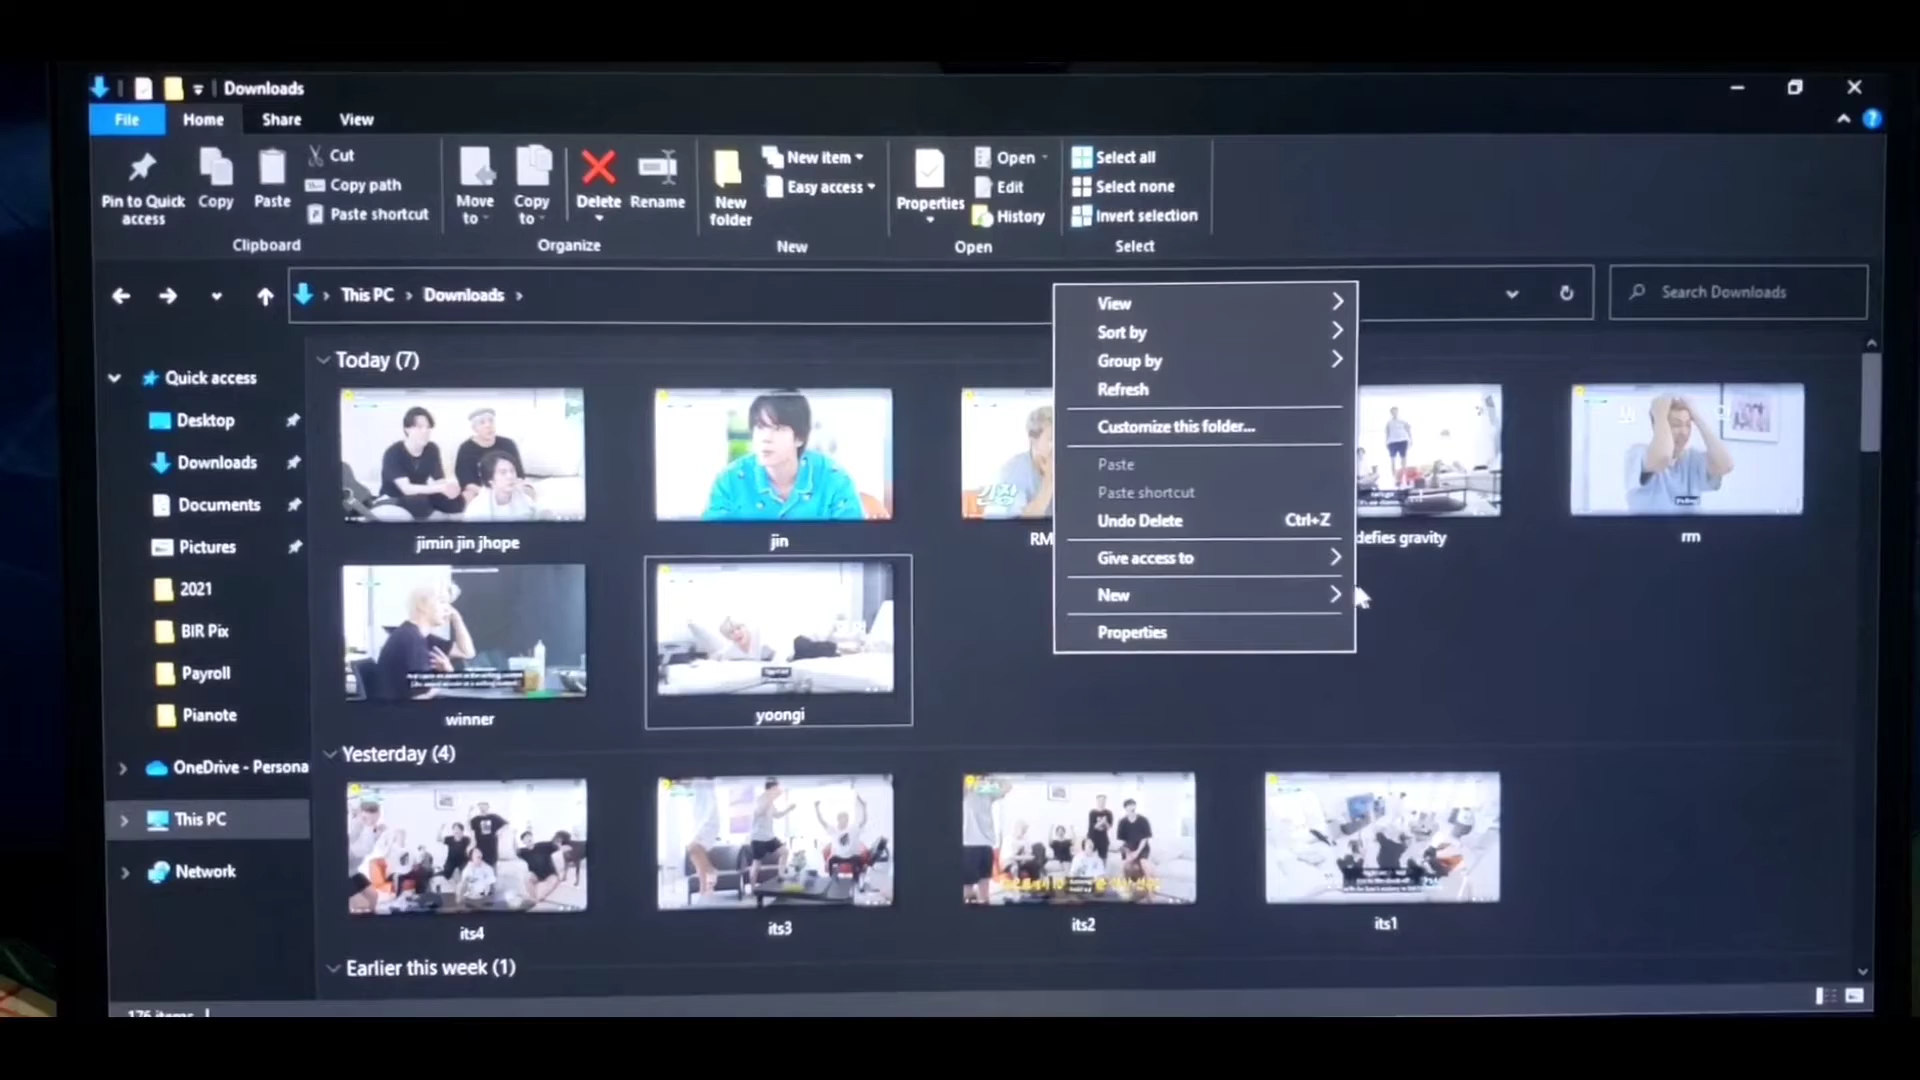 Downloads
File Home Share View
Pin to Quick access
Copy
Paste
Cut
Copy path
Paste shortcut
Clipboard
Move to
Copy to
Delete
Rename
Organize
New folder
New item
Easy access
New
Properties
Open
Edit
History
Open
Select all
Select none
Invert selection
Select
This PC > Downloads >
Search Downloads
Quick access
Desktop
Downloads
Documents
Pictures
2021
BIR Pix
Payroll
Pianote
OneDrive - Persona
This PC
Network
Today (7)
jimin jin jhope
jin
RM
defies gravity
rm
winner
yoongi
Yesterday (4)
its4
its3
its2
its1
Earlier this week (1)
View
Sort by
Group by
Refresh
Customize this folder...
Paste
Paste shortcut
Undo Delete Ctrl+Z
Give access to
New
Properties
176 items